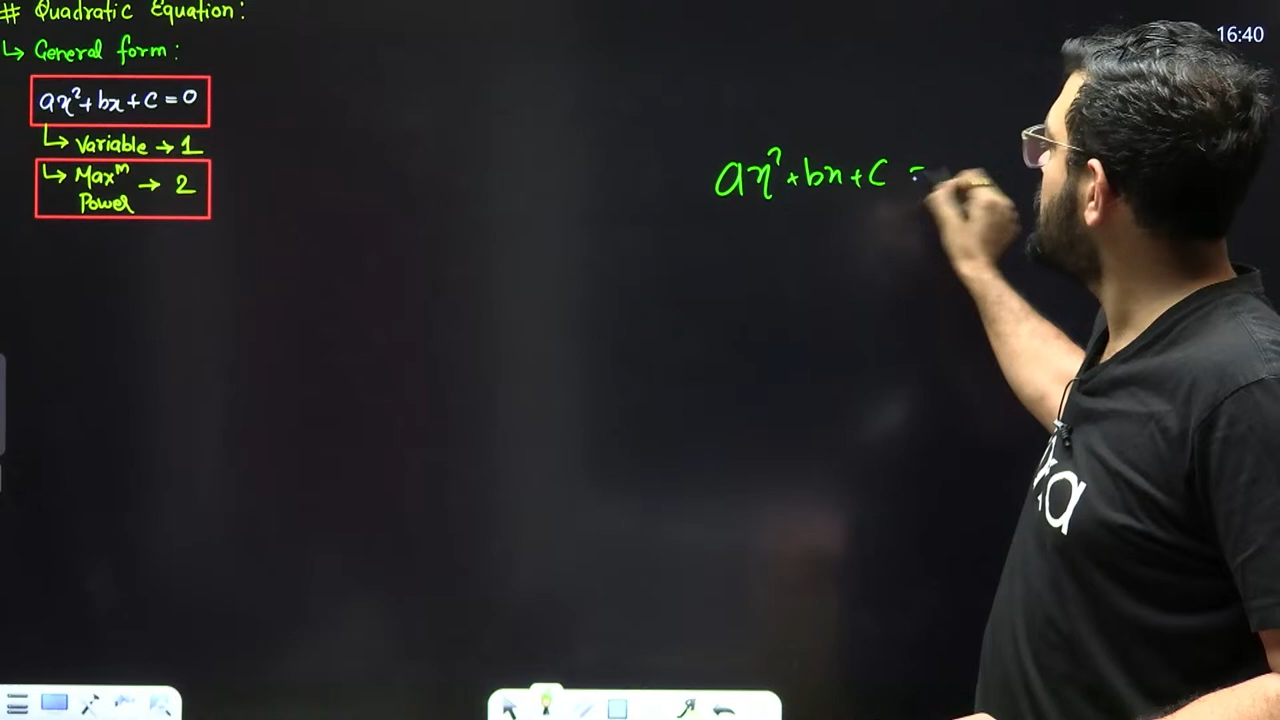 # Quadratic Equation:
↳ General form:
ax²+bx+c=0
↳ Variable → 1
↳ Maxᵐ Power → 2
ax²+bx+c =
16:40